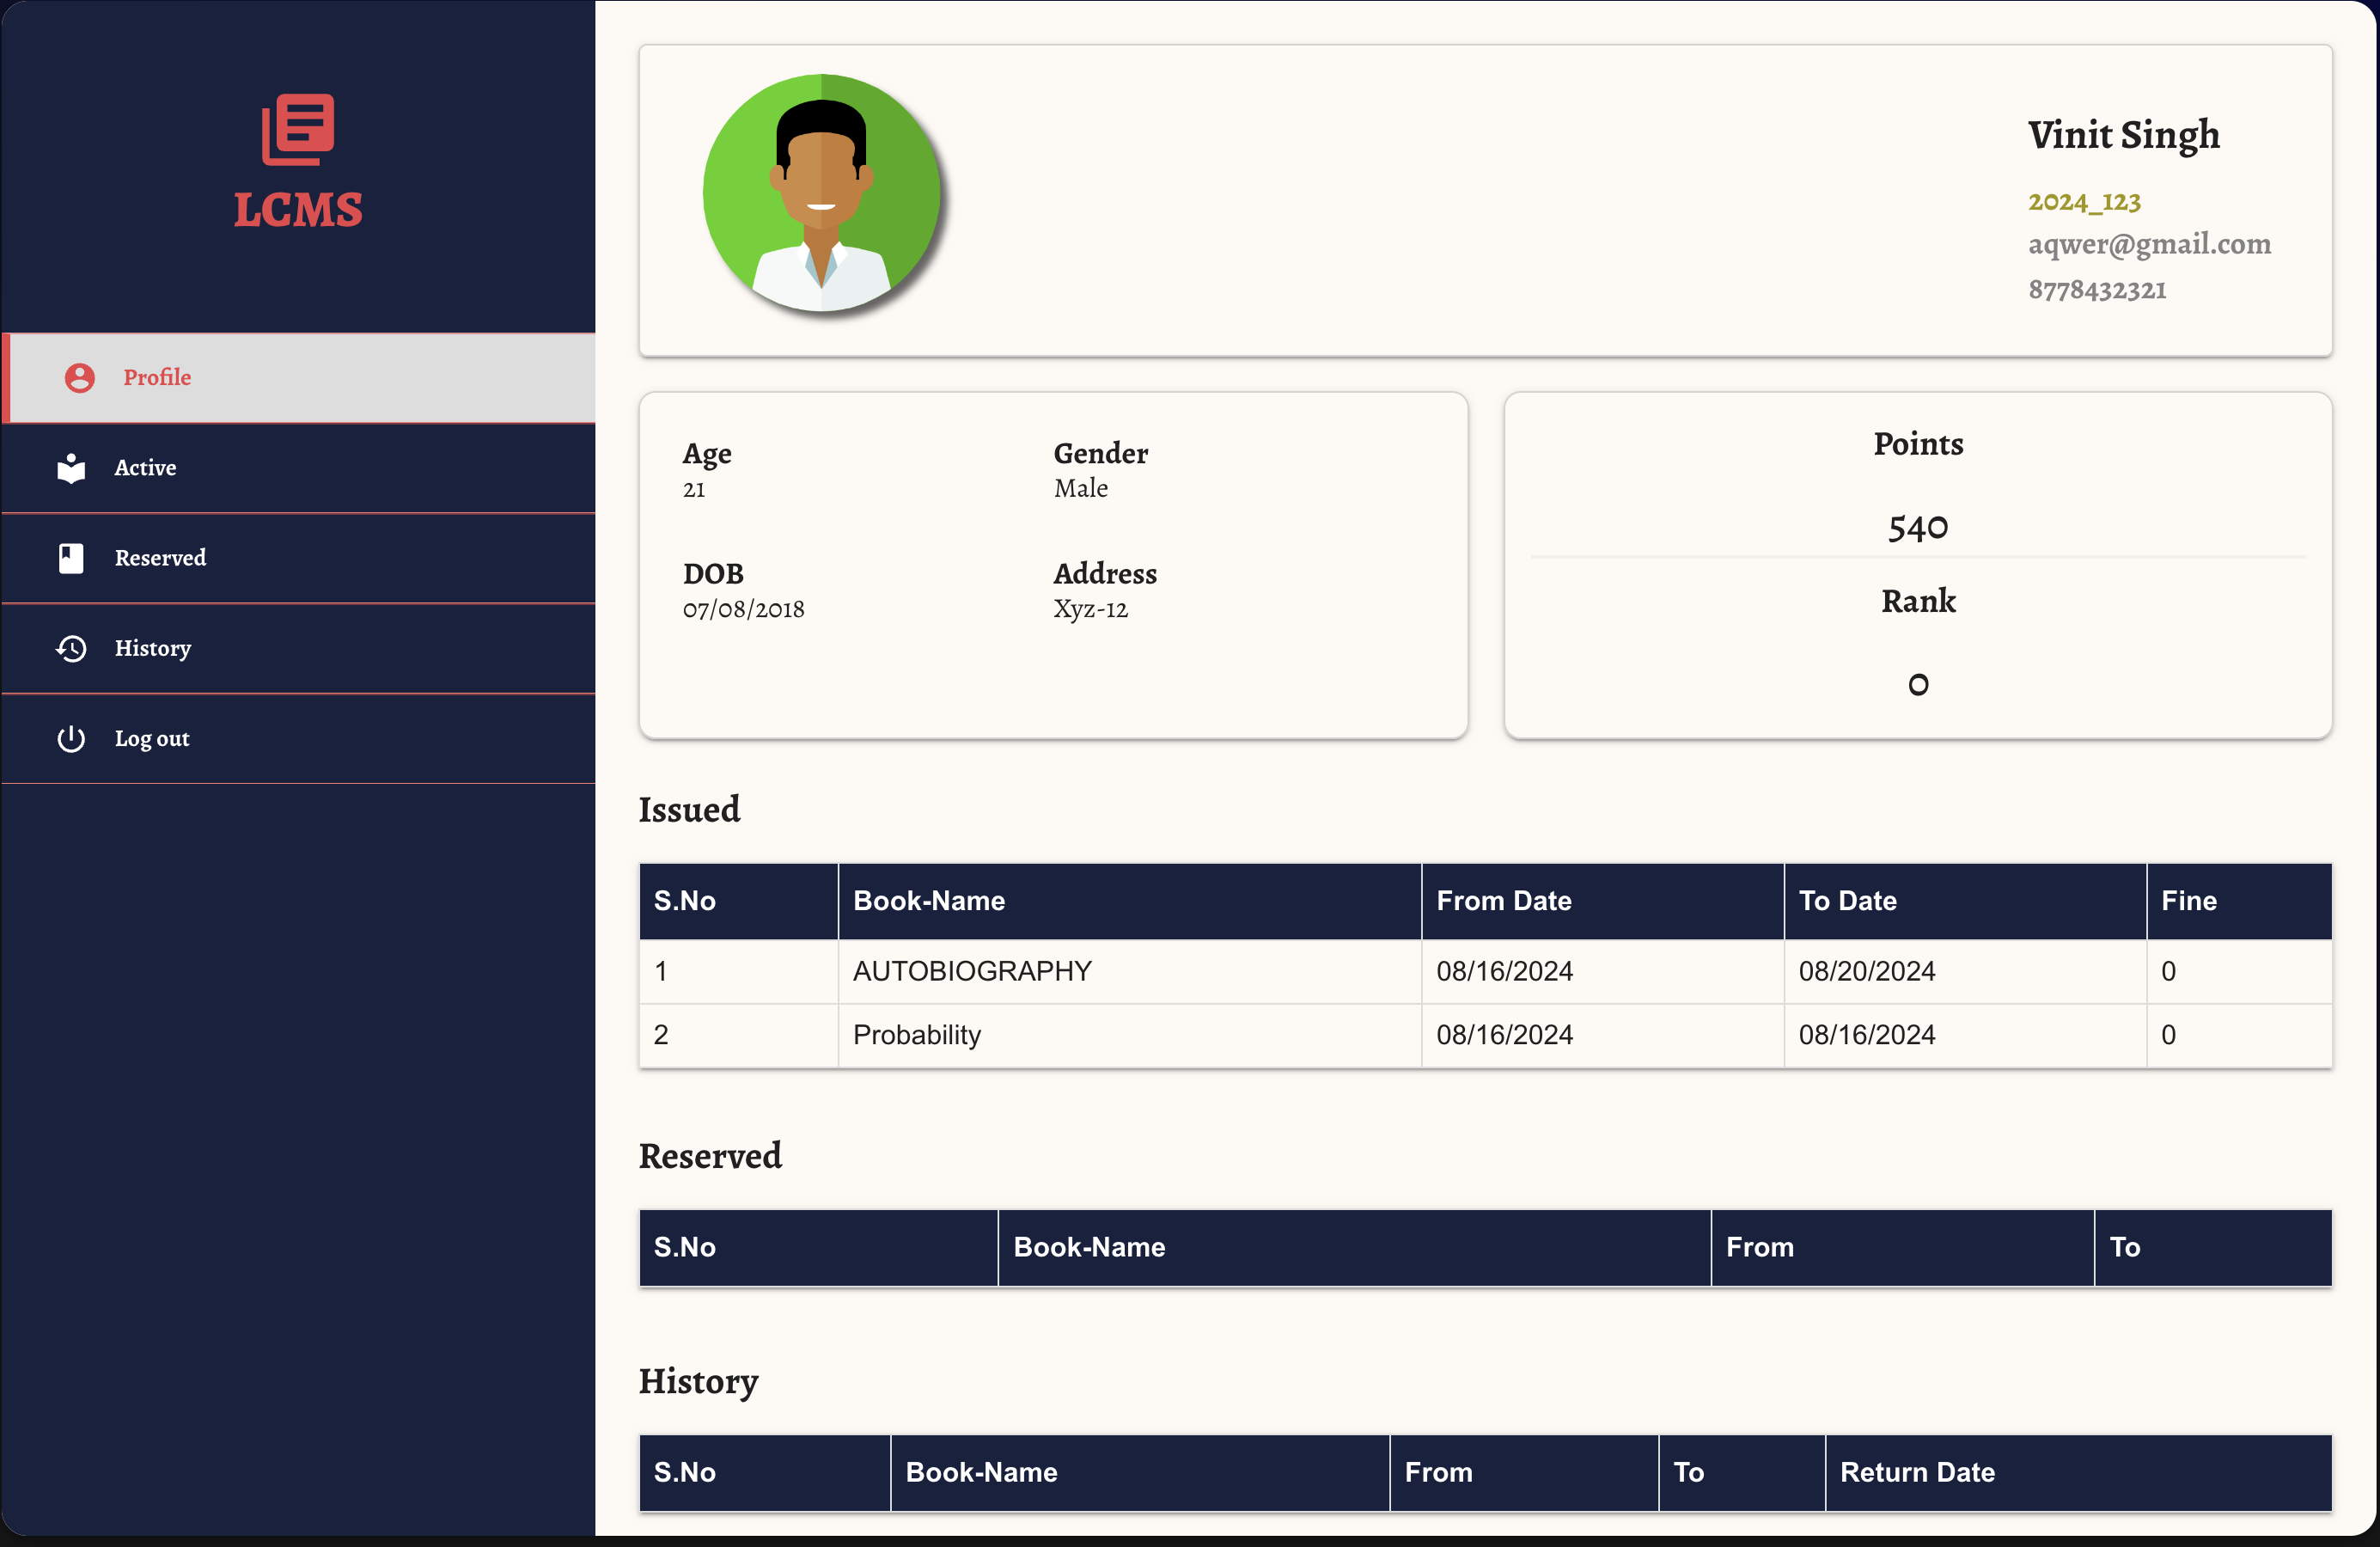 LCMS
Profile
Active
Reserved
History
Log out
Vinit Singh
2024_123
aqwer@gmail.com
8778432321
Age
21
Gender
Male
DOB
07/08/2018
Address
Xyz-12
Points
540
Rank
0
Issued
S.No Book-Name From Date To Date Fine
1 AUTOBIOGRAPHY 08/16/2024 08/20/2024 0
2 Probability 08/16/2024 08/16/2024 0
Reserved
S.No Book-Name From To
History
S.No Book-Name From To Return Date